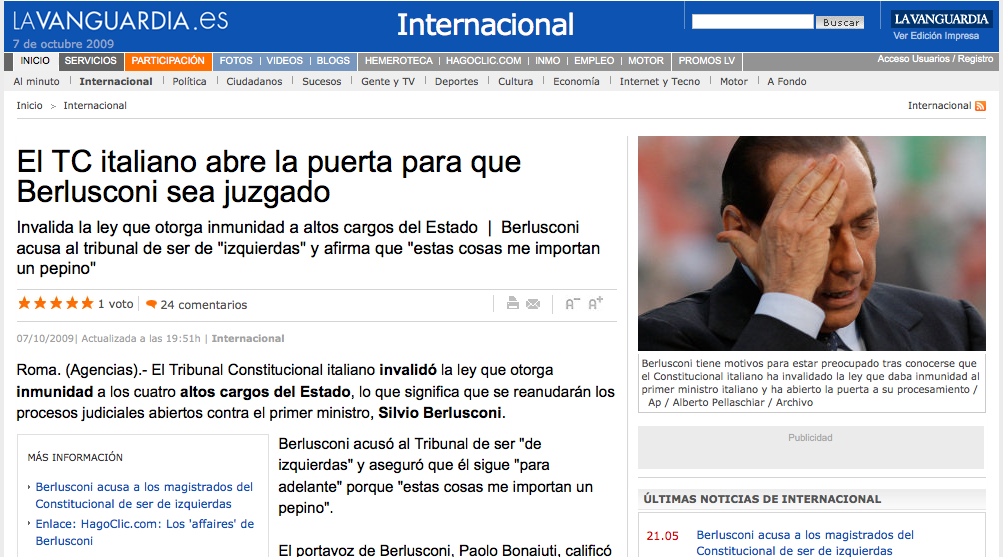 LAVANGUARDIA.es
7 de octubre 2009
Internacional
Buscar
LAVANGUARDIA
Ver Edición Impresa
INICIO SERVICIOS PARTICIPACIÓN FOTOS | VIDEOS | BLOGS HEMEROTECA | HAGOCLIC.COM | INMO | EMPLEO | MOTOR PROMOS LV
Acceso Usuarios / Registro
Al minuto | Internacional | Política | Ciudadanos | Sucesos | Gente y TV | Deportes | Cultura | Economía | Internet y Tecno | Motor | A Fondo
Inicio > Internacional
Internacional
El TC italiano abre la puerta para que
Berlusconi sea juzgado
Invalida la ley que otorga inmunidad a altos cargos del Estado | Berlusconi
acusa al tribunal de ser de "izquierdas" y afirma que "estas cosas me importan
un pepino"
1 voto | 24 comentarios
A- A+
07/10/2009| Actualizada a las 19:51h | Internacional
Roma. (Agencias).- El Tribunal Constitucional italiano invalidó la ley que otorga
inmunidad a los cuatro altos cargos del Estado, lo que significa que se reanudarán los
procesos judiciales abiertos contra el primer ministro, Silvio Berlusconi.
MÁS INFORMACIÓN
Berlusconi acusa a los magistrados del
Constitucional de ser de izquierdas
Enlace: HagoClic.com: Los 'affaires' de
Berlusconi
Berlusconi acusó al Tribunal de ser "de
izquierdas" y aseguró que él sigue "para
adelante" porque "estas cosas me importan un
pepino".
El portavoz de Berlusconi, Paolo Bonaiuti, calificó
Berlusconi tiene motivos para estar preocupado tras conocerse que
el Constitucional italiano ha invalidado la ley que daba inmunidad al
primer ministro italiano y ha abierto la puerta a su procesamiento /
Ap / Alberto Pellaschiar / Archivo
Publicidad
ÚLTIMAS NOTICIAS DE INTERNACIONAL
21.05 Berlusconi acusa a los magistrados del
Constitucional de ser de izquierdas